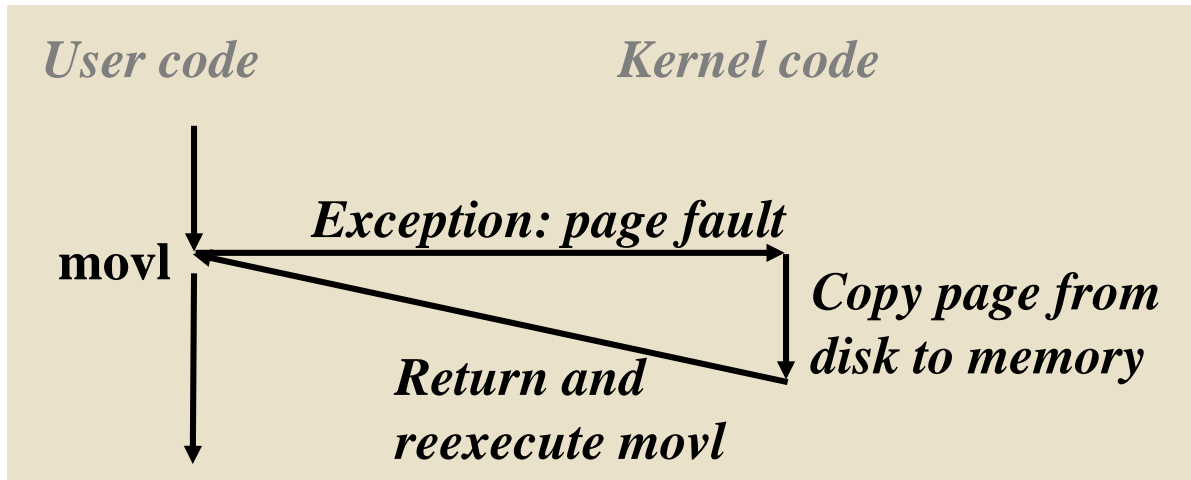 User code
Kernel code
Exception: page fault
movl
Copy page from
disk to memory
Return and
reexecute movl